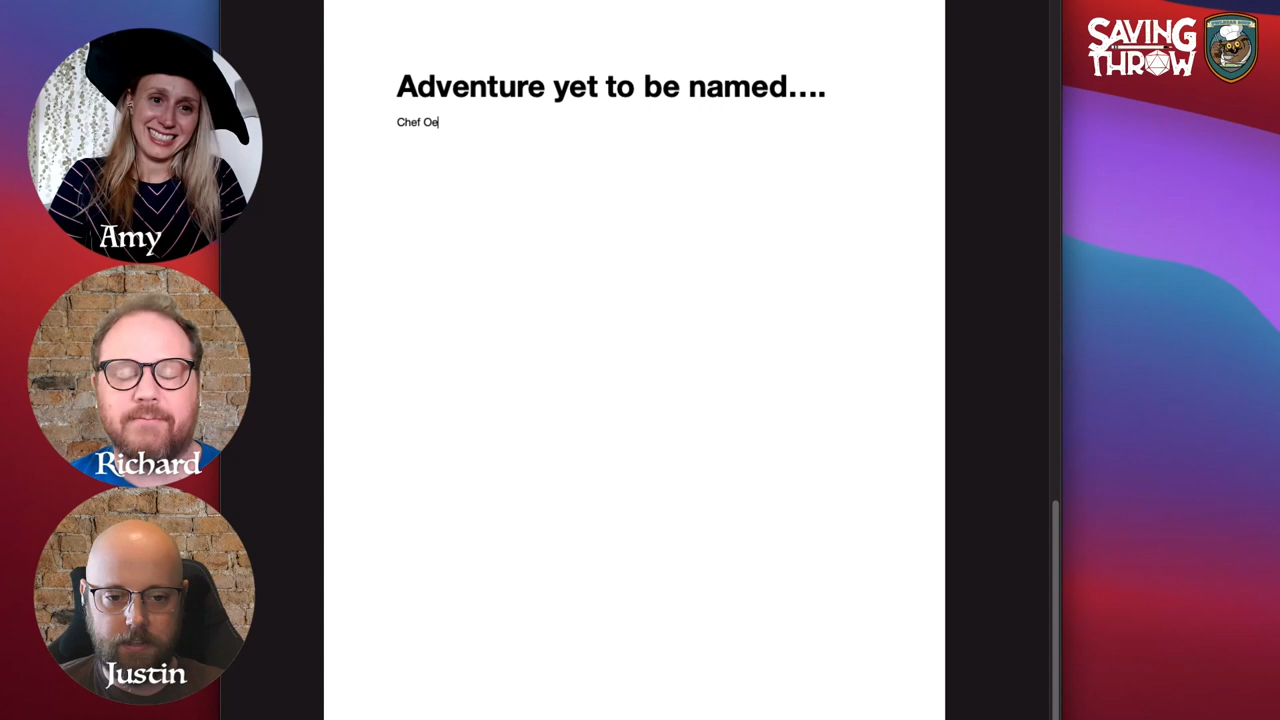 SAVING
THROW
Adventure yet to be named....
Chef Oe
Amy
Richard
Justin